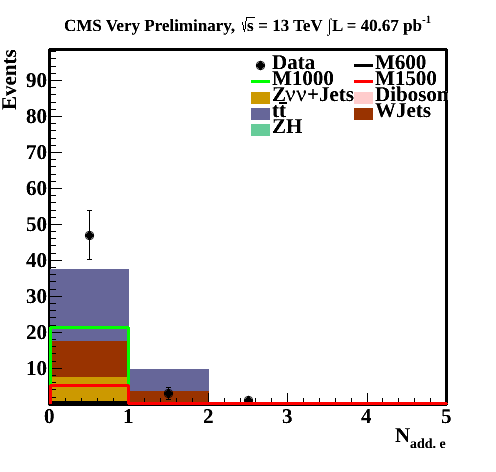 CMS Very Preliminary, √s = 13 TeV ∫L = 40.67 pb-1
Events
Data
M600
M1000
M1500
Zνν+Jets
Diboson
tt̄
WJets
ZH
90
80
70
60
50
40
30
20
10
0 1 2 3 4 5
Nadd. e